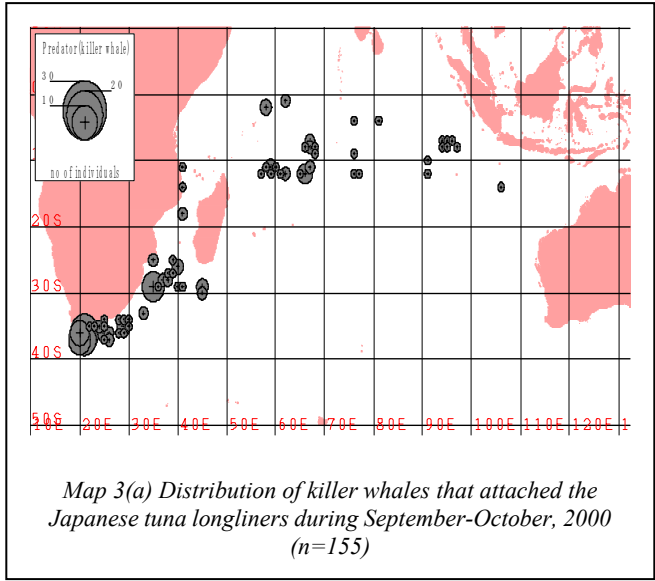 Predator(killer whale)
30
20
10
no of individuals
20S
30S
40S
20E 30E 40E 50E 60E 70E 80E 90E 100E 110E 120E 1
Map 3(a) Distribution of killer whales that attached the
Japanese tuna longliners during September-October, 2000
(n=155)